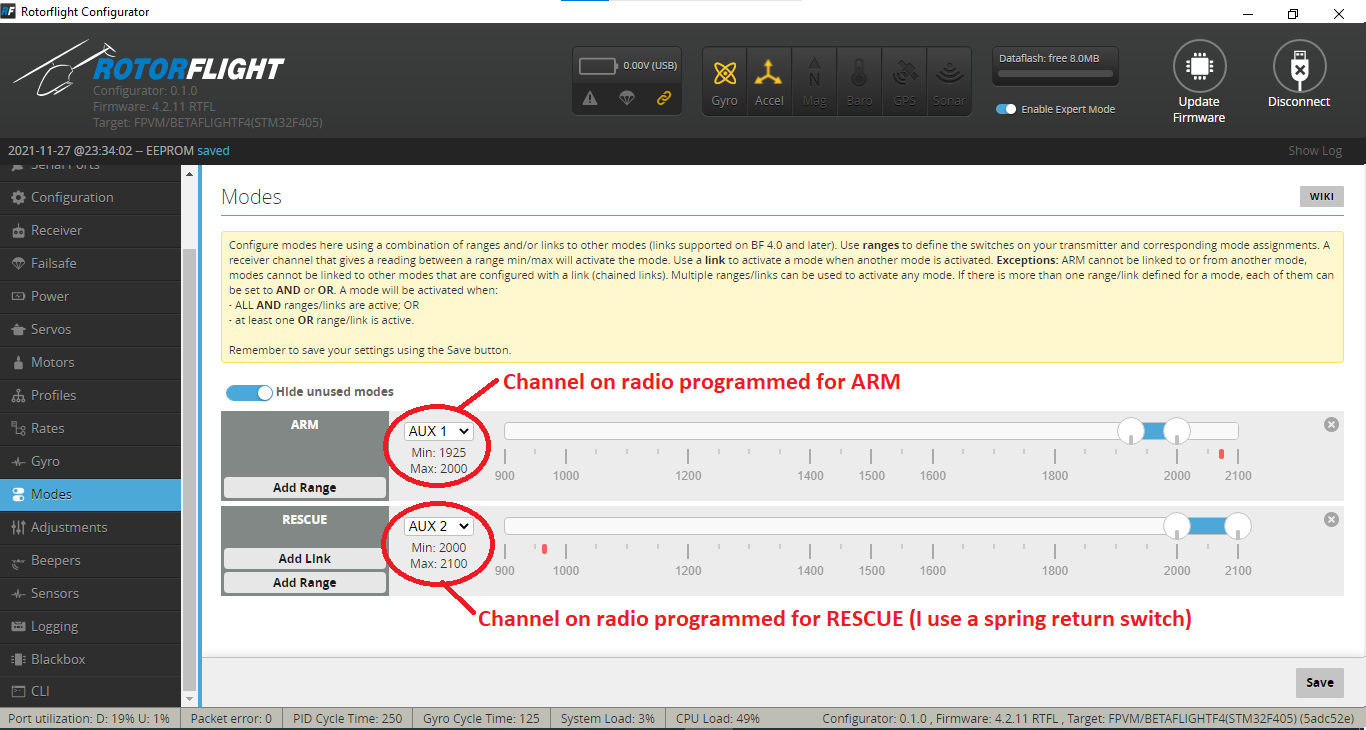 Rotorflight Configurator
ROTORFLIGHT
Configurator: 0.1.0
Firmware: 4.2.11 RTFL
Target: FPVM/BETAFLIGHTF4(STM32F405)
0.00V (USB)
Gyro Accel Mag Baro GPS Sonar
Dataflash: free 8.0MB
Enable Expert Mode
Update
Firmware
Disconnect
2021-11-27 @23:34:02 -- EEPROM saved
Show Log
Serial Ports
Configuration
Receiver
Failsafe
Power
Servos
Motors
Profiles
Rates
Gyro
Modes
Adjustments
Beepers
Sensors
Logging
Blackbox
CLI
Modes
WIKI
Configure modes here using a combination of ranges and/or links to other modes (links supported on BF 4.0 and later). Use ranges to define the switches on your transmitter and corresponding mode assignments. A
receiver channel that gives a reading between a range min/max will activate the mode. Use a link to activate a mode when another mode is activated. Exceptions: ARM cannot be linked to or from another mode,
modes cannot be linked to other modes that are configured with a link (chained links). Multiple ranges/links can be used to activate any mode. If there is more than one range/link defined for a mode, each of them can
be set to AND or OR. A mode will be activated when:
- ALL AND ranges/links are active; OR
- at least one OR range/link is active.
Remember to save your settings using the Save button.
Hide unused modes
Channel on radio programmed for ARM
ARM
Add Range
AUX 1
Min: 1925
Max: 2000
900 1000 1200 1400 1500 1600 1800 2000 2100
RESCUE
Add Link
Add Range
AUX 2
Min: 2000
Max: 2100
900 1000 1200 1400 1500 1600 1800 2000 2100
Channel on radio programmed for RESCUE (I use a spring return switch)
Save
Port utilization: D: 19% U: 1% Packet error: 0 PID Cycle Time: 250 Gyro Cycle Time: 125 System Load: 3% CPU Load: 49% Configurator: 0.1.0 , Firmware: 4.2.11 RTFL , Target: FPVM/BETAFLIGHTF4(STM32F405) (5adc52e)